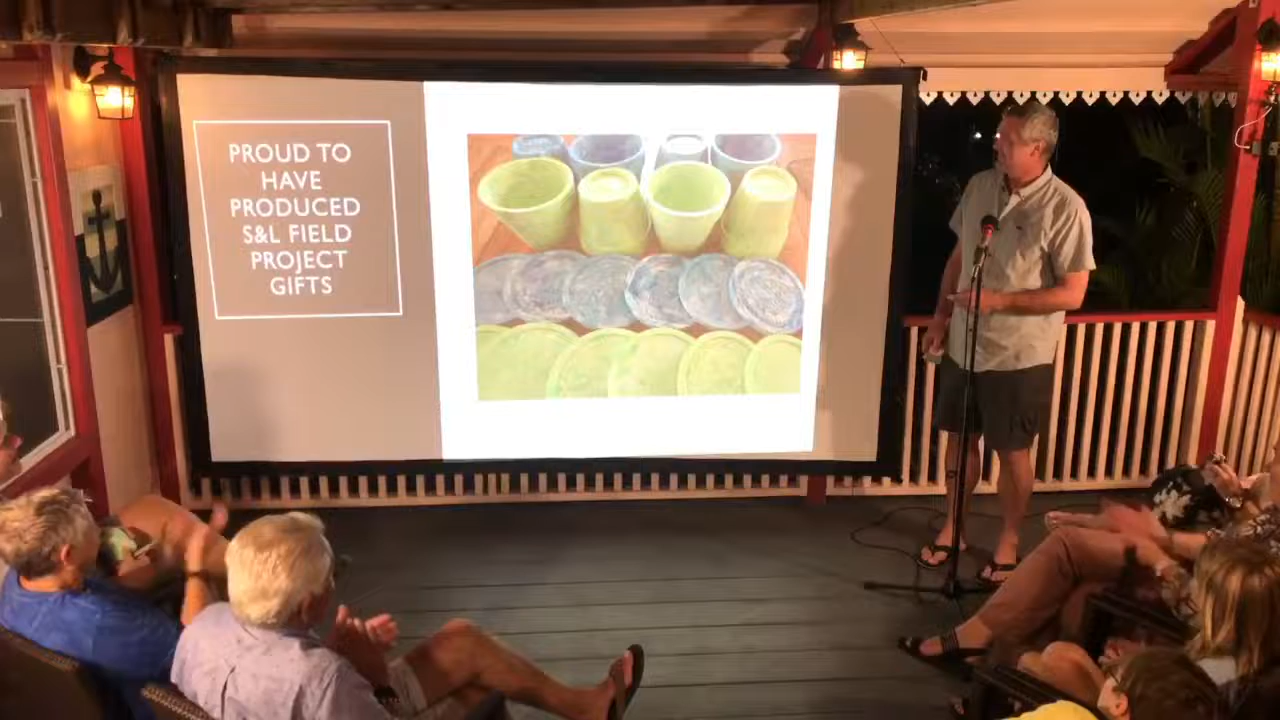 PROUD TO
HAVE
PRODUCED
S&L FIELD
PROJECT
GIFTS